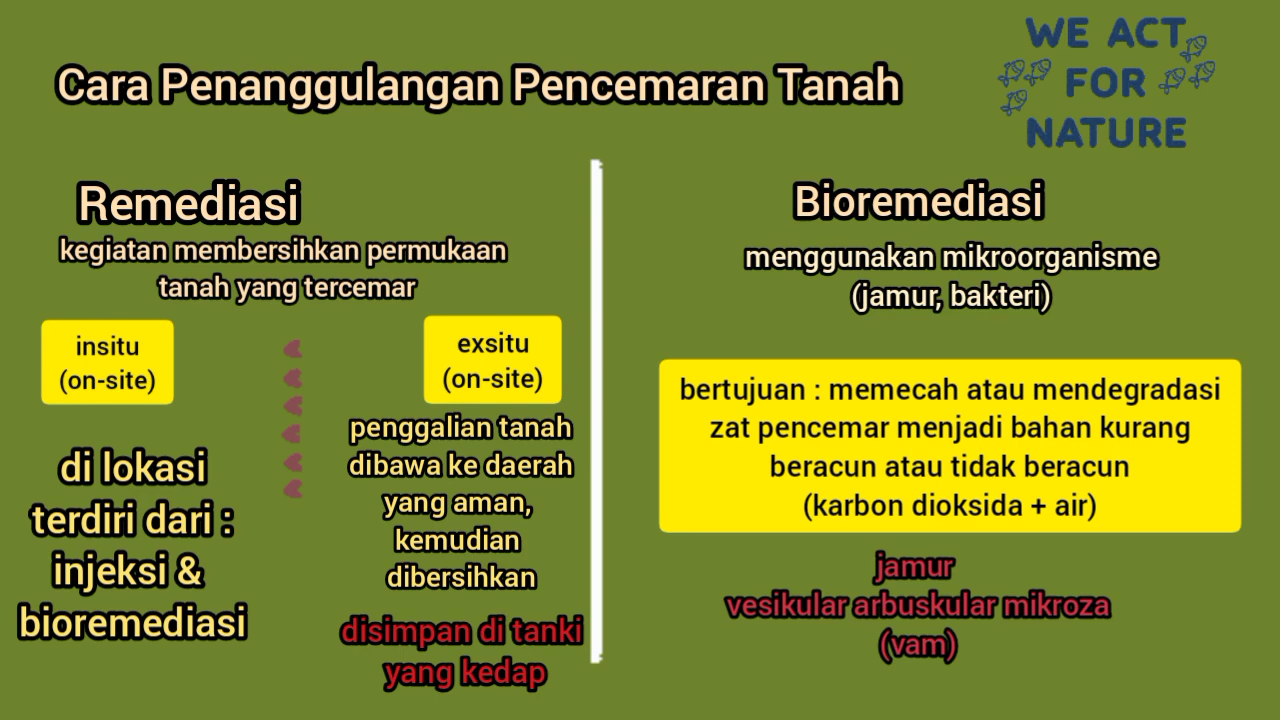 Cara Penanggulangan Pencemaran Tanah
WE ACT
FOR
NATURE
Remediasi
kegiatan membersihkan permukaan
tanah yang tercemar
insitu
(on-site)
di lokasi
terdiri dari :
injeksi &
bioremediasi
exsitu
(on-site)
penggalian tanah
dibawa ke daerah
yang aman,
kemudian
dibersihkan
disimpan di tanki
yang kedap
Bioremediasi
menggunakan mikroorganisme
(jamur, bakteri)
bertujuan : memecah atau mendegradasi
zat pencemar menjadi bahan kurang
beracun atau tidak beracun
(karbon dioksida + air)
jamur
vesikular arbuskular mikroza
(vam)